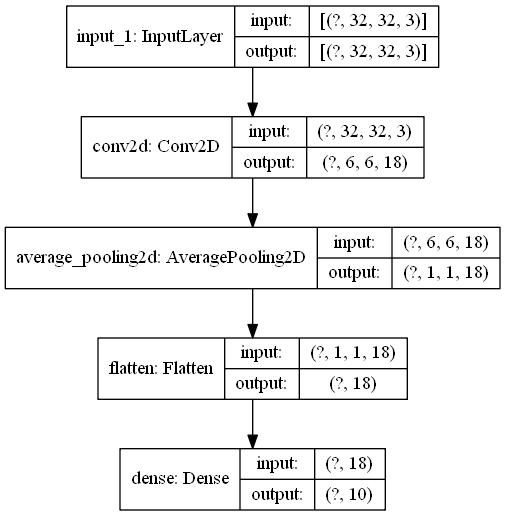 input_1: InputLayer
input:
[(?, 32, 32, 3)]
output:
[(?, 32, 32, 3)]
conv2d: Conv2D
input:
(?, 32, 32, 3)
output:
(?, 6, 6, 18)
average_pooling2d: AveragePooling2D
input:
(?, 6, 6, 18)
output:
(?, 1, 1, 18)
flatten: Flatten
input:
(?, 1, 1, 18)
output:
(?, 18)
dense: Dense
input:
(?, 18)
output:
(?, 10)